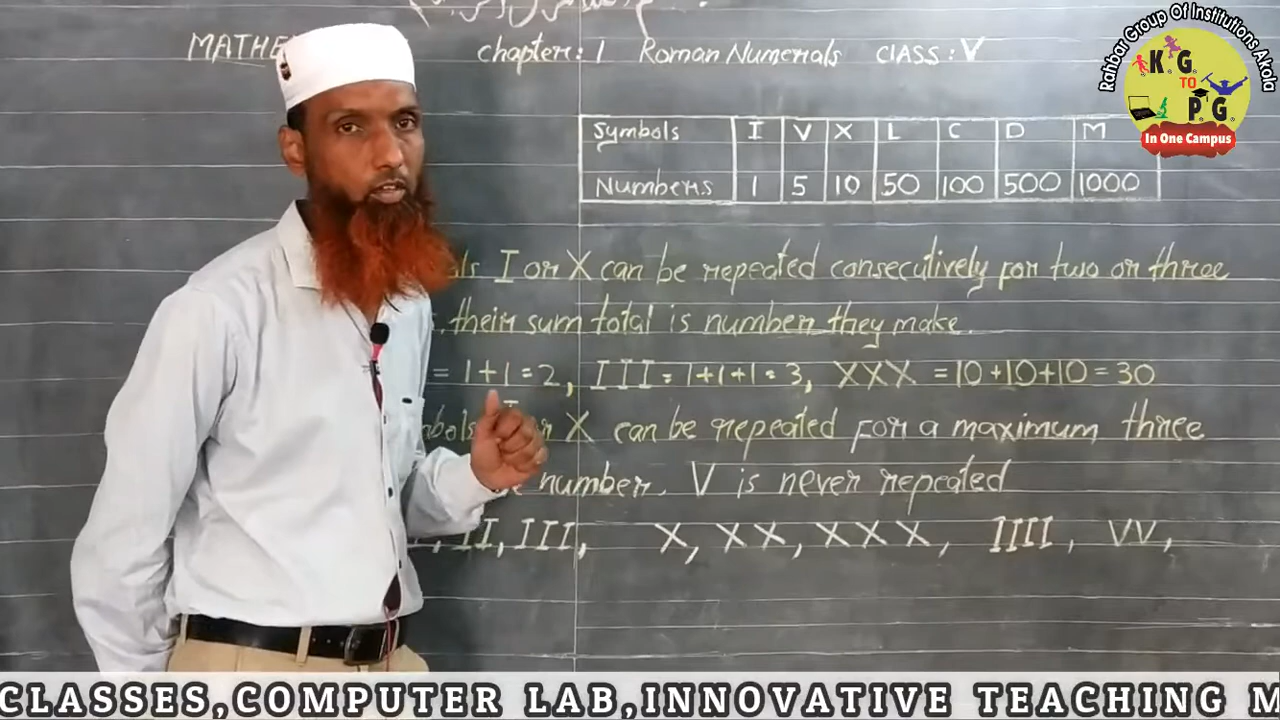 MATHE chapter: 1 Roman Numerials CLASS: V
Symbols I V X L C D M
Numbers 1 5 10 50 100 500 1000
I or X can be repeated consecutively for two or three
their sum total is number they make.
= 1+1=2, III = 1+1+1=3, XXX = 10+10+10 = 30
X can be repeated for a maximum three
number. V is never repeated
II, III, X, XX, XXX, IIII, VV,
Rahbar Group Of Institutions Akola
K.G.
TO
P.G.
In One Campus
CLASSES,COMPUTER LAB,INNOVATIVE TEACHING M